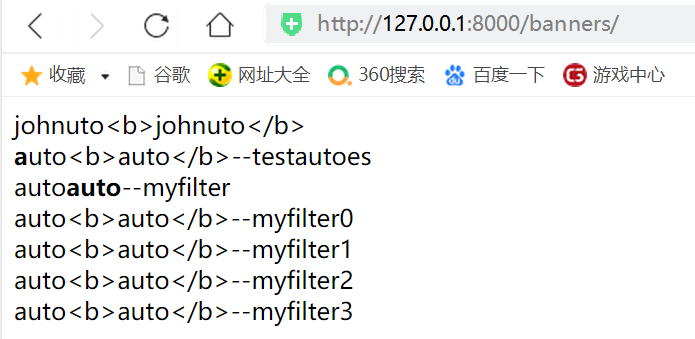 http://127.0.0.1:8000/banners/
收藏 谷歌 网址大全 360搜索 百度一下 游戏中心
johnuto<b>johnuto</b>
auto<b>auto</b>--testautoes
autoauto--myfilter
auto<b>auto</b>--myfilter0
auto<b>auto</b>--myfilter1
auto<b>auto</b>--myfilter2
auto<b>auto</b>--myfilter3